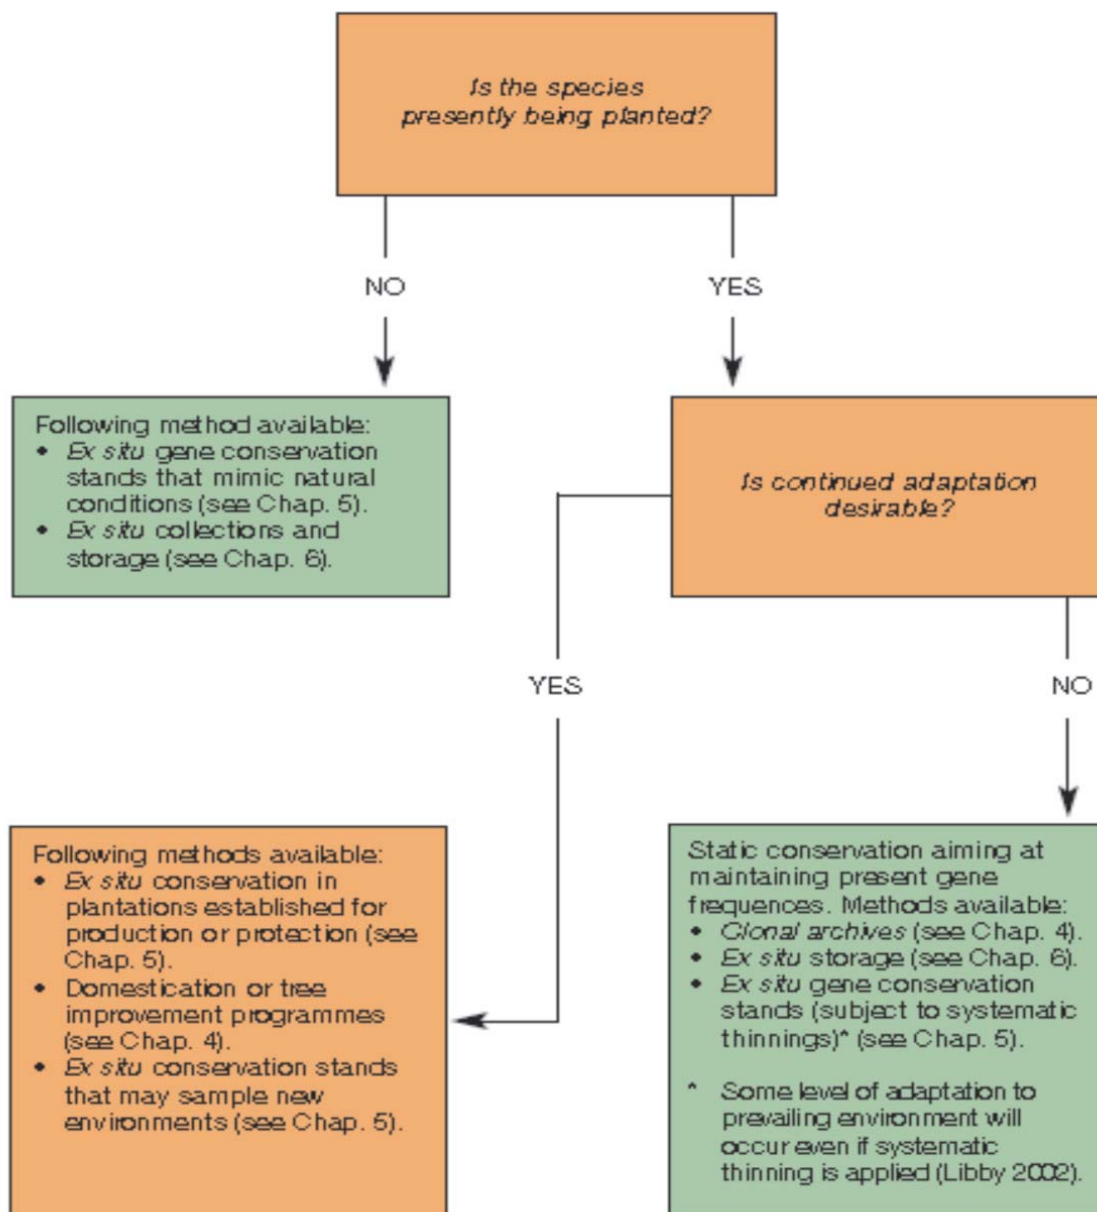 Is the species
presently being planted?
NO
YES
Following method available:
• Ex situ gene conservation
stands that mimic natural
conditions (see Chap. 5).
• Ex situ collections and
storage (see Chap. 6).
Is continued adaptation
desirable?
YES
NO
Following methods available:
• Ex situ conservation in
plantations established for
production or protection (see
Chap. 5).
• Domestication or tree
improvement programmes
(see Chap. 4).
• Ex situ conservation stands
that may sample new
environments (see Chap. 5).
Static conservation aiming at
maintaining present gene
frequences. Methods available:
• Clonal archives (see Chap. 4).
• Ex situ storage (see Chap. 6).
• Ex situ gene conservation
stands (subject to systematic
thinnings)* (see Chap. 5).
* Some level of adaptation to
prevailing environment will
occur even if systematic
thinning is applied (Libby 2002).